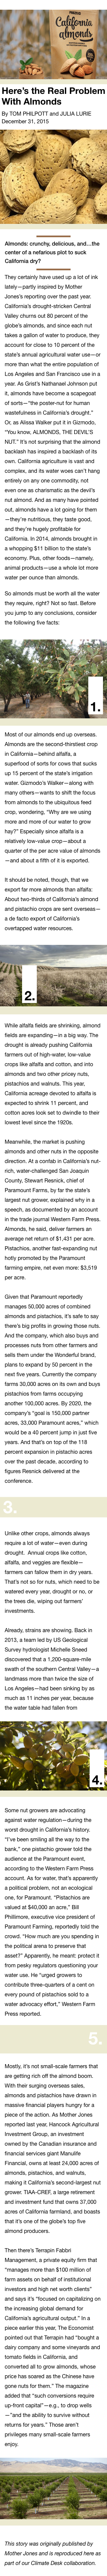 California
almonds
Here's the Real Problem
With Almonds
By TOM PHILPOTT and JULIA LURIE
December 31, 2015
Almonds: crunchy, delicious, and...the
center of a nefarious plot to suck
California dry?
They certainly have used up a lot of ink
lately—partly inspired by Mother
Jones's reporting over the past year.
California's drought-stricken Central
Valley churns out 80 percent of the
globe's almonds, and since each nut
takes a gallon of water to produce, they
account for close to 10 percent of the
state's annual agricultural water use—or
more than what the entire population of
Los Angeles and San Francisco use in a
year. As Grist's Nathanael Johnson put
it, almonds have become a scapegoat
of sorts—"the poster-nut for human
wastefulness in California's drought."
Or, as Alissa Walker put it in Gizmodo,
"You know, ALMONDS, THE DEVIL'S
NUT." It's not surprising that the almond
backlash has inspired a backlash of its
own. California agriculture is vast and
complex, and its water woes can't hang
entirely on any one commodity, not
even one as charismatic as the devil's
nut almond. And as many have pointed
out, almonds have a lot going for them
—they're nutritious, they taste good,
and they're hugely profitable for
California. In 2014, almonds brought in
a whopping $11 billion to the state's
economy. Plus, other foods—namely,
animal products—use a whole lot more
water per ounce than almonds.
So almonds must be worth all the water
they require, right? Not so fast. Before
you jump to any conclusions, consider
the following five facts:
1.
Most of our almonds end up overseas.
Almonds are the second-thirstiest crop
in California—behind alfalfa, a
superfood of sorts for cows that sucks
up 15 percent of the state's irrigation
water. Gizmodo's Walker—along with
many others—wants to shift the focus
from almonds to the ubiquitous feed
crop, wondering, "Why are we using
more and more of our water to grow
hay?" Especially since alfalfa is a
relatively low-value crop—about a
quarter of the per acre value of almonds
—and about a fifth of it is exported.
It should be noted, though, that we
export far more almonds than alfalfa:
About two-thirds of California's almond
and pistachio crops are sent overseas—
a de facto export of California's
overtapped water resources.
2.
While alfalfa fields are shrinking, almond
fields are expanding—in a big way. The
drought is already pushing California
farmers out of high-water, low-value
crops like alfalfa and cotton, and into
almonds and two other pricey nuts,
pistachios and walnuts. This year,
California acreage devoted to alfalfa is
expected to shrink 11 percent, and
cotton acres look set to dwindle to their
lowest level since the 1920s.
Meanwhile, the market is pushing
almonds and other nuts in the opposite
direction. At a confab in California's nut-
rich, water-challenged San Joaquin
County, Stewart Resnick, chief of
Paramount Farms, by far the state's
largest nut grower, explained why in a
speech, as documented by an account
in the trade journal Western Farm Press.
Almonds, he said, deliver farmers an
average net return of $1,431 per acre.
Pistachios, another fast-expanding nut
hotly promoted by the Paramount
farming empire, net even more: $3,519
per acre.
Given that Paramount reportedly
manages 50,000 acres of combined
almonds and pistachios, it's safe to say
there's big profits in growing those nuts.
And the company, which also buys and
processes nuts from other farmers and
sells them under the Wonderful brand,
plans to expand by 50 percent in the
next five years. Currently the company
farms 30,000 acres on its own and buys
pistachios from farms occupying
another 100,000 acres. By 2020, the
company's "goal is 150,000 partner
acres, 33,000 Paramount acres," which
would be a 40 percent jump in just five
years. And that's on top of the 118
percent expansion in pistachio acres
over the past decade, according to
figures Resnick delivered at the
conference.
3.
Unlike other crops, almonds always
require a lot of water—even during
drought.  Annual crops like cotton,
alfalfa, and veggies are flexible—
farmers can fallow them in dry years.
That's not so for nuts, which need to be
watered every year, drought or no, or
the trees die, wiping out farmers'
investments.
Already, strains are showing. Back in
2013, a team led by US Geological
Survey hydrologist Michelle Sneed
discovered that a 1,200-square-mile
swath of the southern Central Valley—a
landmass more than twice the size of
Los Angeles—had been sinking by as
much as 11 inches per year, because
the water table had fallen from
4.
Some nut growers are advocating
against water regulation—during the
worst drought in California's history.
"I've been smiling all the way to the
bank," one pistachio grower told the
audience at the Paramount event,
according to the Western Farm Press
account. As for water, that's apparently
a political problem, not an ecological
one, for Paramount. "Pistachios are
valued at $40,000 an acre," Bill
Phillimore, executive vice president of
Paramount Farming, reportedly told the
crowd. "How much are you spending in
the political arena to preserve that
asset?" Apparently, he meant: protect it
from pesky regulators questioning your
water use. He "urged growers to
contribute three quarters of a cent on
every pound of pistachios sold to a
water advocacy effort," Western Farm
Press reported.
5.
Mostly, it's not small-scale farmers that
are getting rich off the almond boom.
With their surging overseas sales,
almonds and pistachios have drawn in
massive financial players hungry for a
piece of the action. As Mother Jones
reported last year, Hancock Agricultural
Investment Group, an investment
owned by the Canadian insurance and
financial services giant Manulife
Financial, owns at least 24,000 acres of
almonds, pistachios, and walnuts,
making it California's second-largest nut
grower. TIAA-CREF, a large retirement
and investment fund that owns 37,000
acres of California farmland, and boasts
that it's one of the globe's top five
almond producers.
Then there's Terrapin Fabbri
Management, a private equity firm that
"manages more than $100 million of
farm assets on behalf of institutional
investors and high net worth clients"
and says it's "focused on capitalizing on
the increasing global demand for
California's agricultural output." In a
piece earlier this year, The Economist
pointed out that Terrapin had "bought a
dairy company and some vineyards and
tomato fields in California, and
converted all to grow almonds, whose
price has soared as the Chinese have
gone nuts for them." The magazine
added that "such conversions require
up-front capital"—e.g., to drop wells
—"and the ability to survive without
returns for years." Those aren't
privileges many small-scale farmers
enjoy.
This story was originally published by
Mother Jones and is reproduced here as
part of our Climate Desk collaboration.